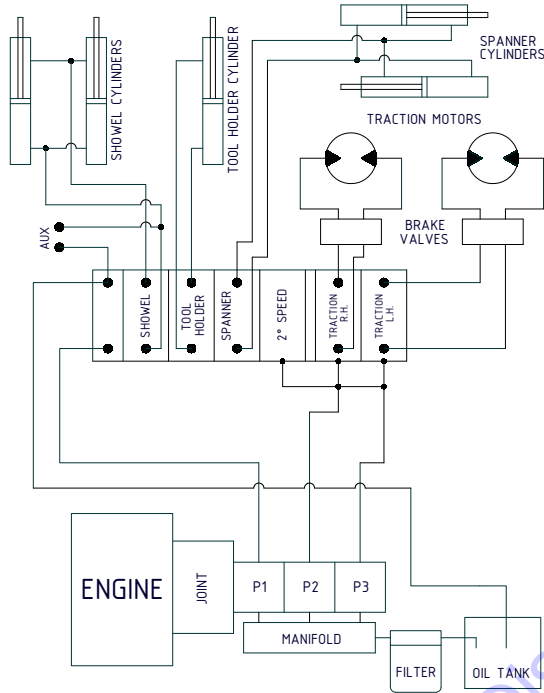 SHOWEL CYLINDERS
TOOL HOLDER CYLINDER
SPANNER
CYLINDERS
TRACTION MOTORS
BRAKE
VALVES
AUX
SHOWEL
TOOL
HOLDER
SPANNER
2° SPEED
TRACTION
R.H.
TRACTION
L.H.
ENGINE
JOINT
P1
P2
P3
MANIFOLD
FILTER
OIL TANK